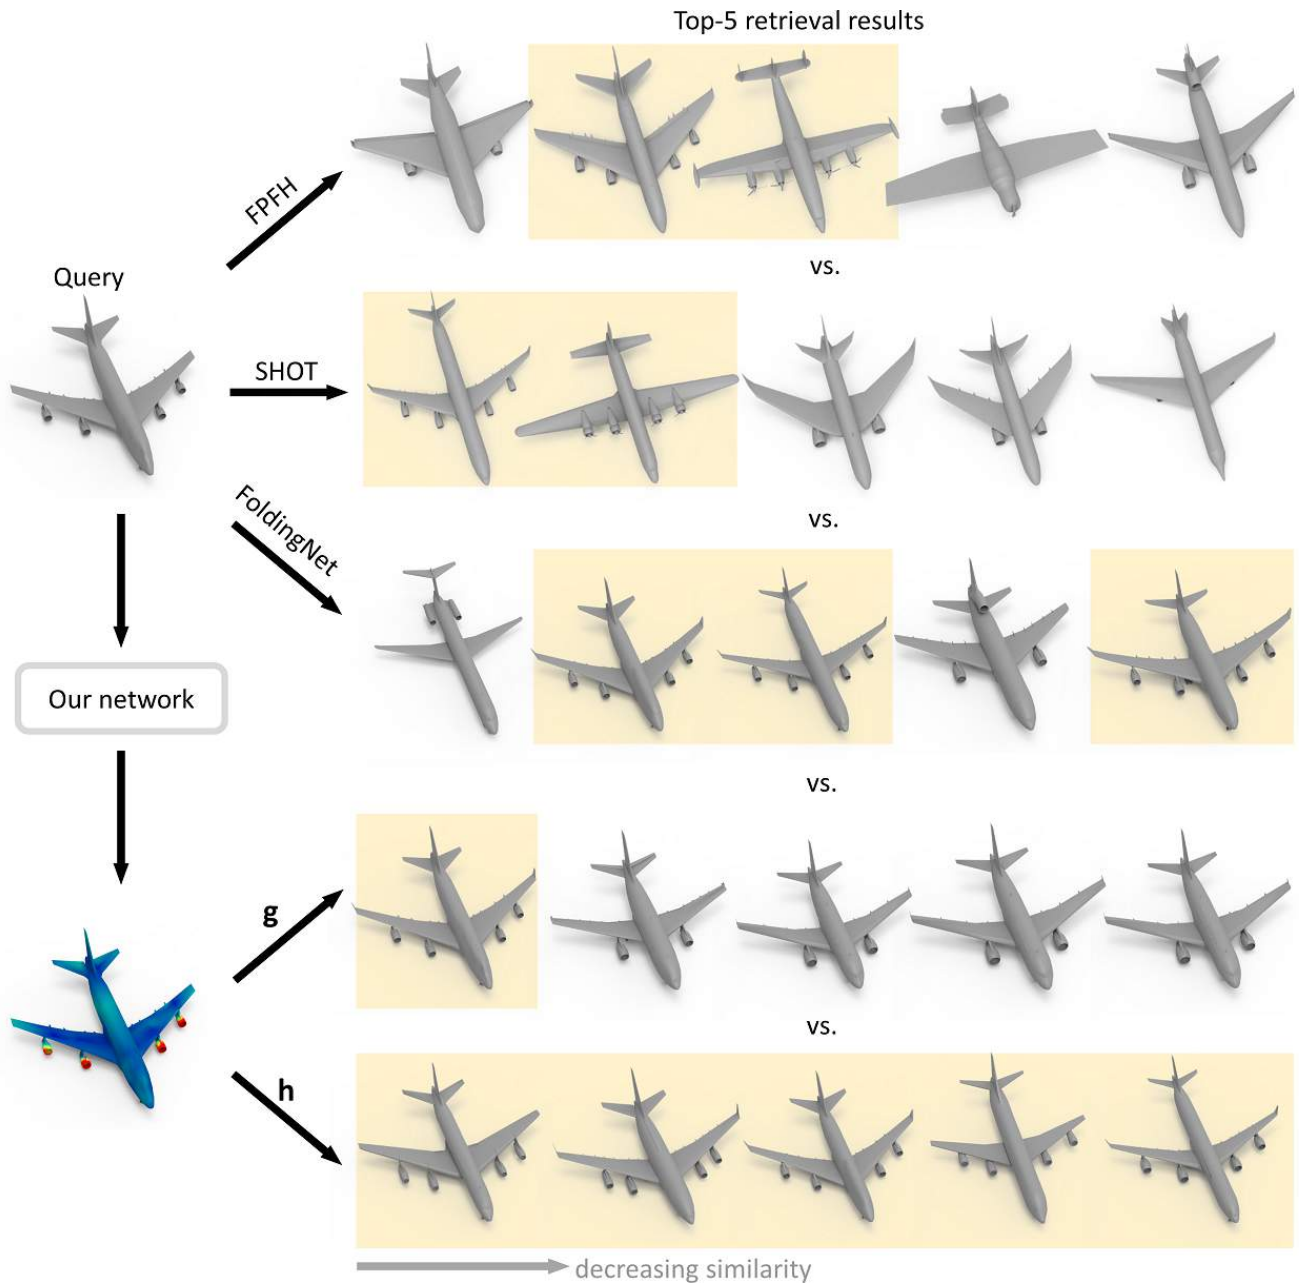 Top-5 retrieval results
FPFH
vs.
Query
SHOT
vs.
FoldingNet
Our network
vs.
g
vs.
h
decreasing similarity